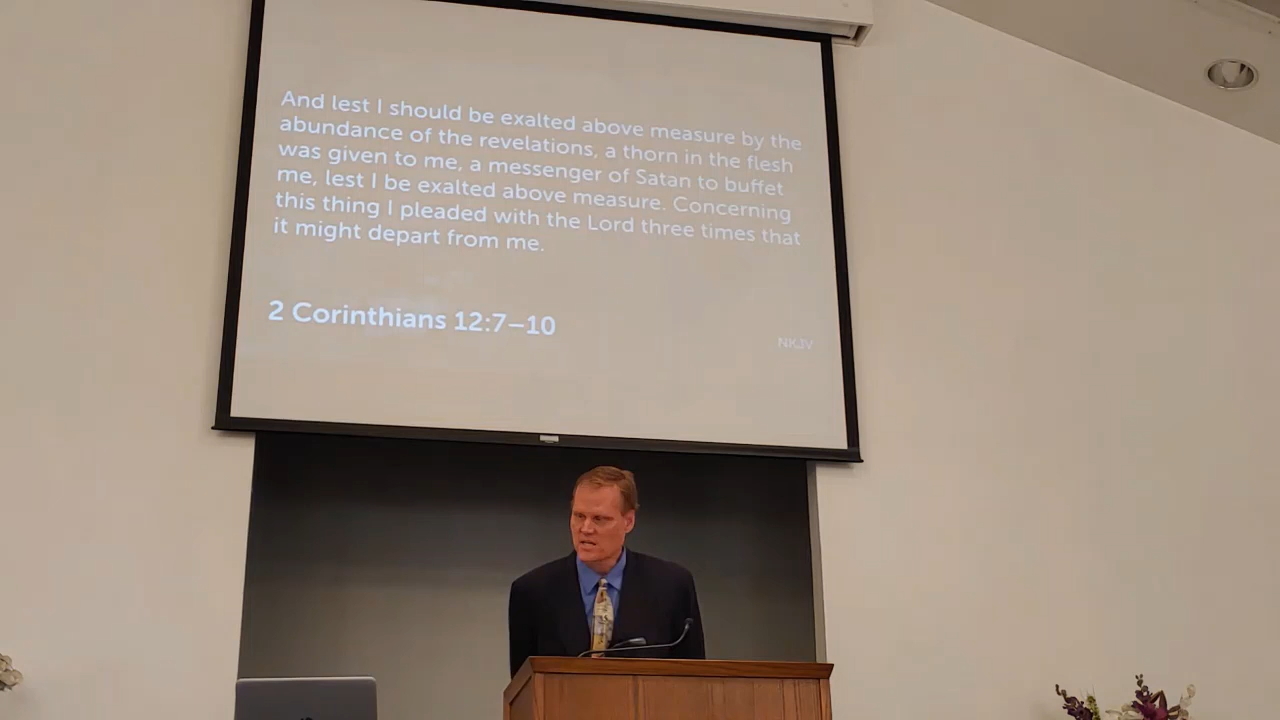 And lest I should be exalted above measure by the
abundance of the revelations, a thorn in the flesh
was given to me, a messenger of Satan to buffet
me, lest I be exalted above measure. Concerning
this thing I pleaded with the Lord three times that
it might depart from me.
2 Corinthians 12:7–10
NKJV